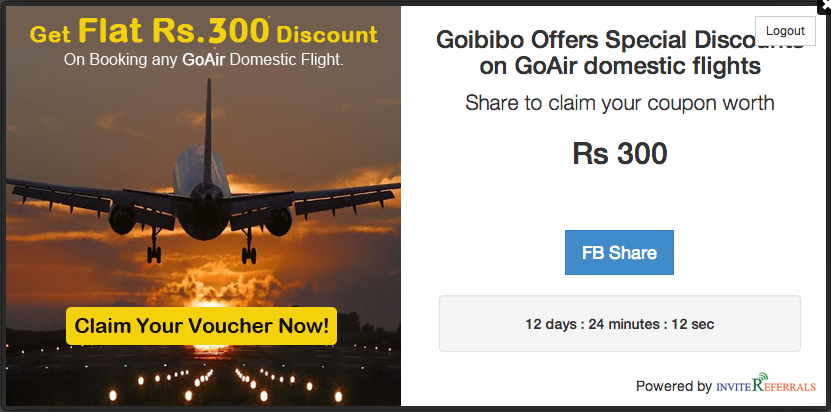 Get Flat Rs.300 Discount
On Booking any GoAir Domestic Flight.
Claim Your Voucher Now!
Logout
Goibibo Offers Special Discounts
on GoAir domestic flights
Share to claim your coupon worth
Rs 300
FB Share
12 days : 24 minutes : 12 sec
Powered by INVITE REFERRALS